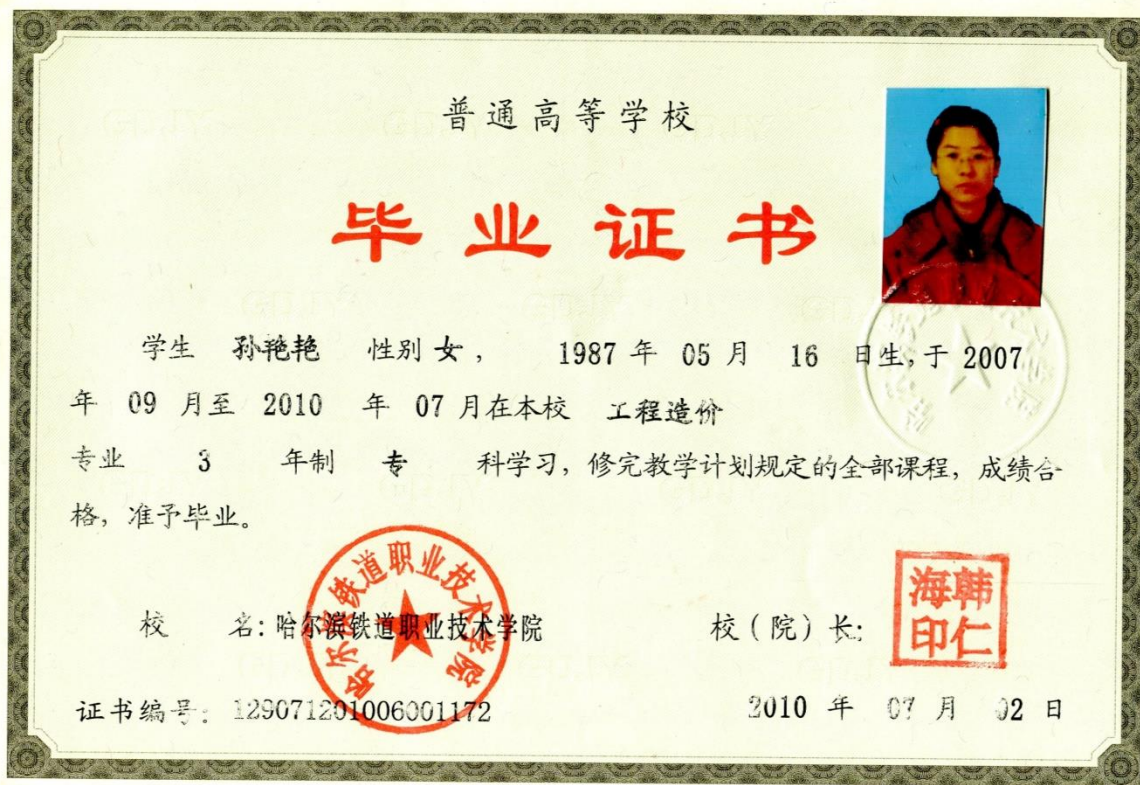 普通高等学校
毕业证书
学生 孙艳艳 性别 女， 1987 年 05 月 16 日生，于 2007
年 09 月至 2010 年 07 月在本校 工程造价
专业 3 年制 专 科学习，修完教学计划规定的全部课程，成绩合
格，准予毕业。
校 名：哈尔滨铁道职业技术学院
哈尔滨铁道职业技术学院
校（院）长：
韩仁海印
证书编号：129071201006001172
2010 年 07 月 02 日